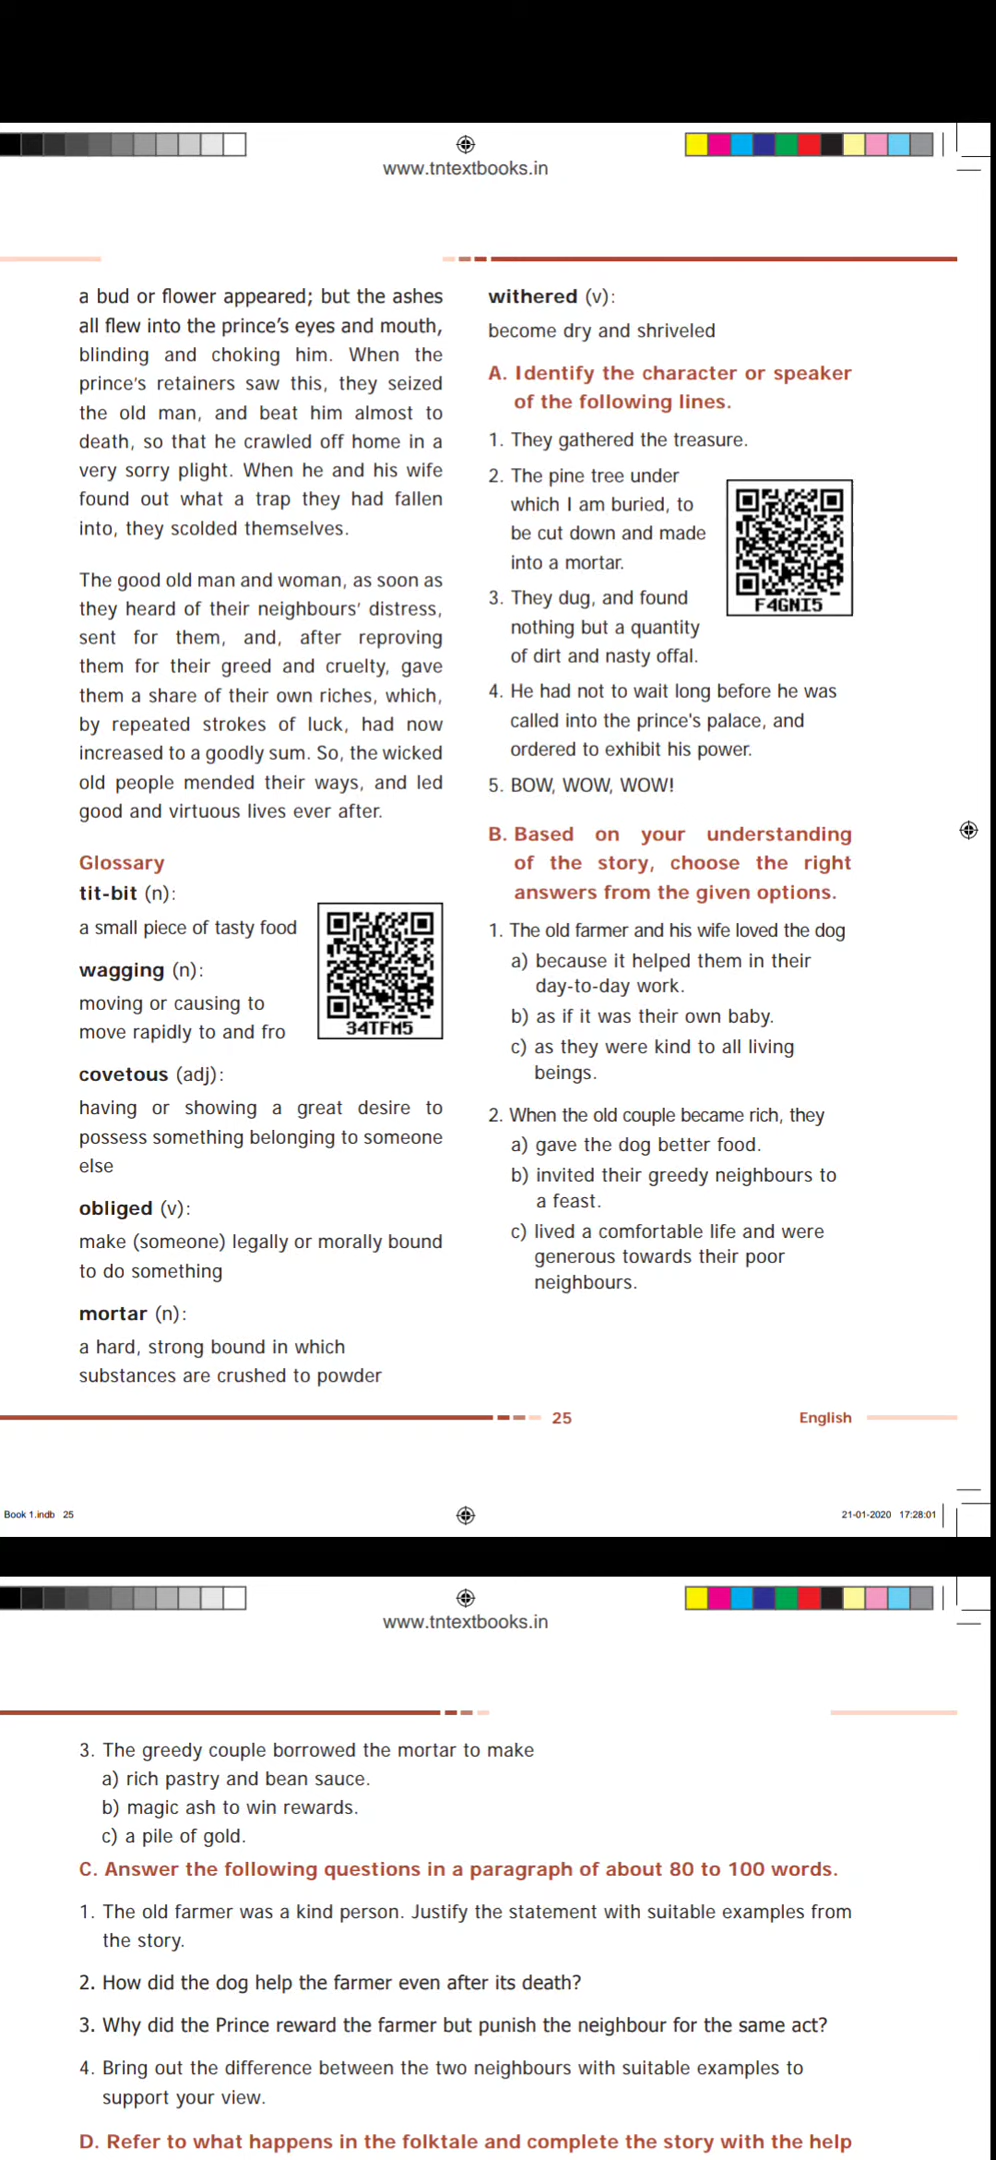 www.tntextbooks.in
a bud or flower appeared; but the ashes
all flew into the prince's eyes and mouth,
blinding and choking him. When the
prince's retainers saw this, they seized
the old man, and beat him almost to
death, so that he crawled off home in a
very sorry plight. When he and his wife
found out what a trap they had fallen
into, they scolded themselves.
The good old man and woman, as soon as
they heard of their neighbours' distress,
sent for them, and, after reproving
them for their greed and cruelty, gave
them a share of their own riches, which,
by repeated strokes of luck, had now
increased to a goodly sum. So, the wicked
old people mended their ways, and led
good and virtuous lives ever after.
Glossary
tit-bit (n):
a small piece of tasty food
wagging (n):
moving or causing to
move rapidly to and fro
34TFM5
covetous (adj):
having or showing a great desire to
possess something belonging to someone
else
obliged (v):
make (someone) legally or morally bound
to do something
mortar (n):
a hard, strong bound in which
substances are crushed to powder
withered (v):
become dry and shriveled
A. Identify the character or speaker
of the following lines.
1. They gathered the treasure.
2. The pine tree under
which I am buried, to
be cut down and made
into a mortar.
3. They dug, and found
nothing but a quantity
of dirt and nasty offal.
F4GNI5
4. He had not to wait long before he was
called into the prince's palace, and
ordered to exhibit his power.
5. BOW, WOW, WOW!
B. Based on your understanding
of the story, choose the right
answers from the given options.
1. The old farmer and his wife loved the dog
a) because it helped them in their
day-to-day work.
b) as if it was their own baby.
c) as they were kind to all living
beings.
2. When the old couple became rich, they
a) gave the dog better food.
b) invited their greedy neighbours to
a feast.
c) lived a comfortable life and were
generous towards their poor
neighbours.
25
English
Book 1.indb 25
21-01-2020 17:28:01
www.tntextbooks.in
3. The greedy couple borrowed the mortar to make
a) rich pastry and bean sauce.
b) magic ash to win rewards.
c) a pile of gold.
C. Answer the following questions in a paragraph of about 80 to 100 words.
1. The old farmer was a kind person. Justify the statement with suitable examples from
the story.
2. How did the dog help the farmer even after its death?
3. Why did the Prince reward the farmer but punish the neighbour for the same act?
4. Bring out the difference between the two neighbours with suitable examples to
support your view.
D. Refer to what happens in the folktale and complete the story with the help